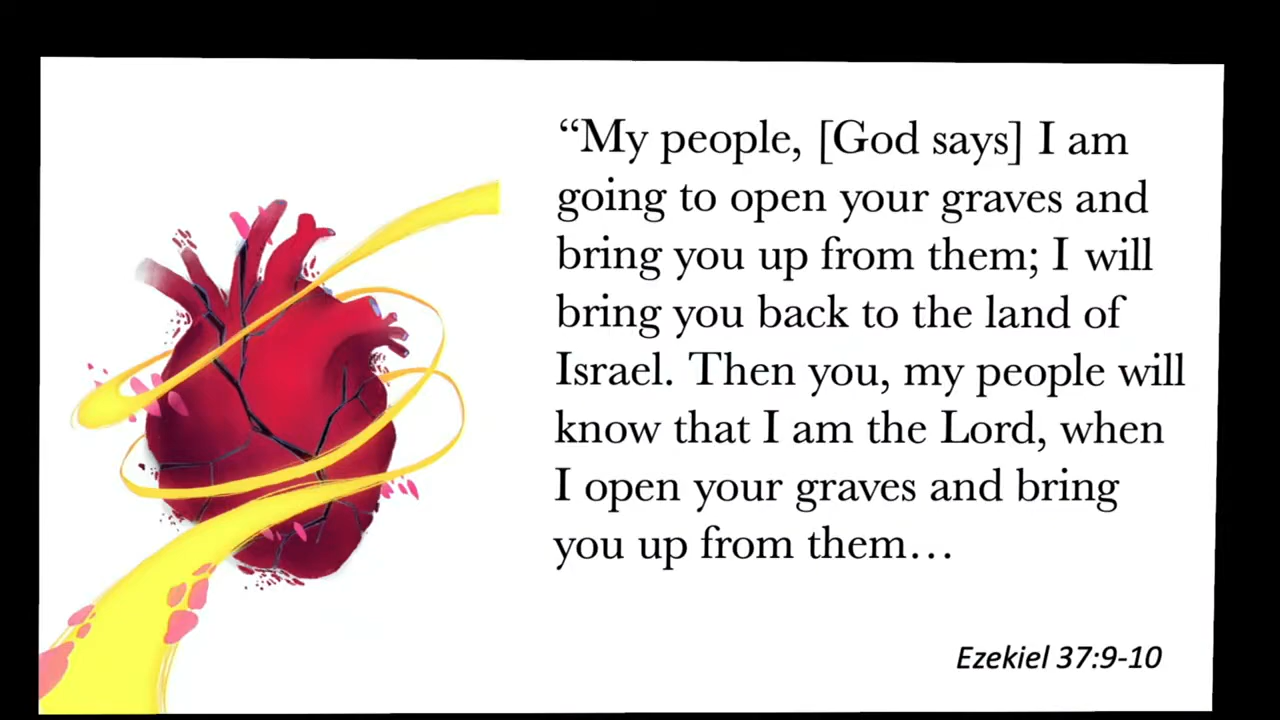 “My people, [God says] I am
going to open your graves and
bring you up from them; I will
bring you back to the land of
Israel. Then you, my people will
know that I am the Lord, when
I open your graves and bring
you up from them…
Ezekiel 37:9-10